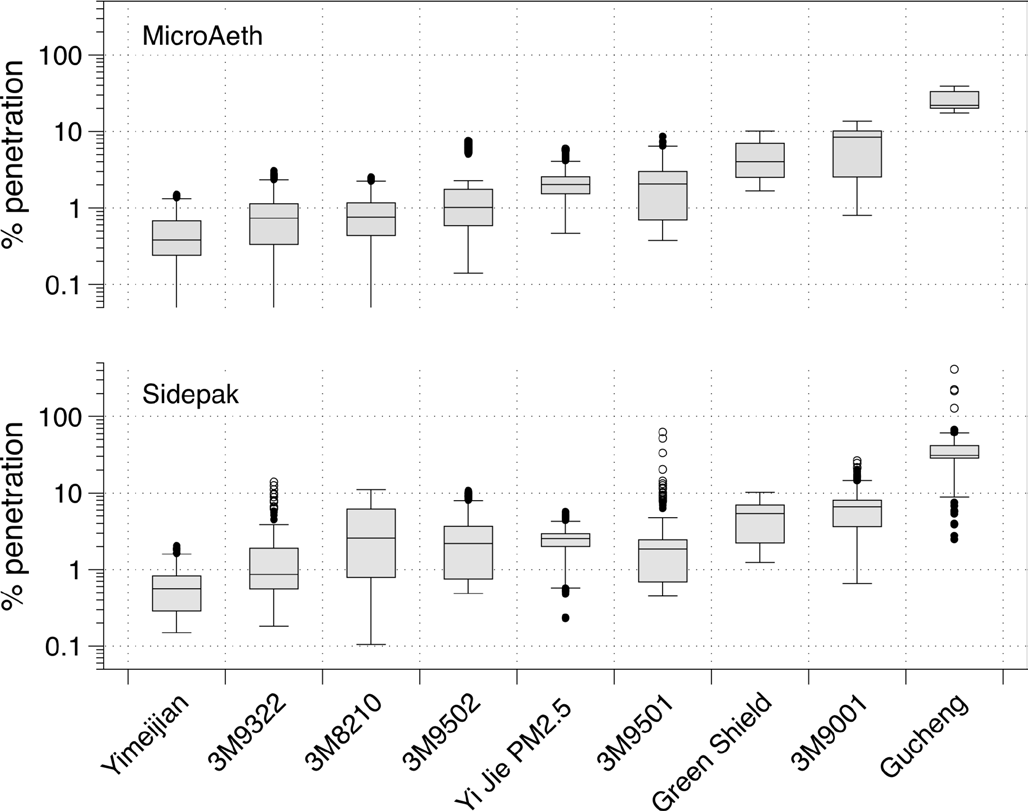 MicroAeth
% penetration
100
10
1
0.1
Sidepak
% penetration
100
10
1
0.1
Yimeijian
3M9322
3M8210
3M9502
Yi Jie PM2.5
3M9501
Green Shield
3M9001
Gucheng